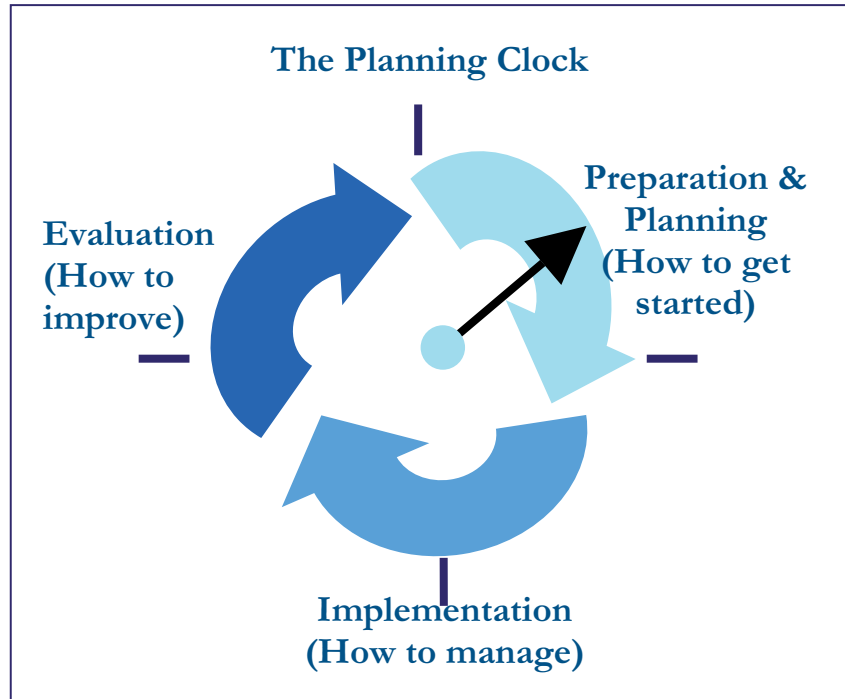 The Planning Clock
Preparation &
Planning
(How to get
started)
Evaluation
(How to
improve)
Implementation
(How to manage)